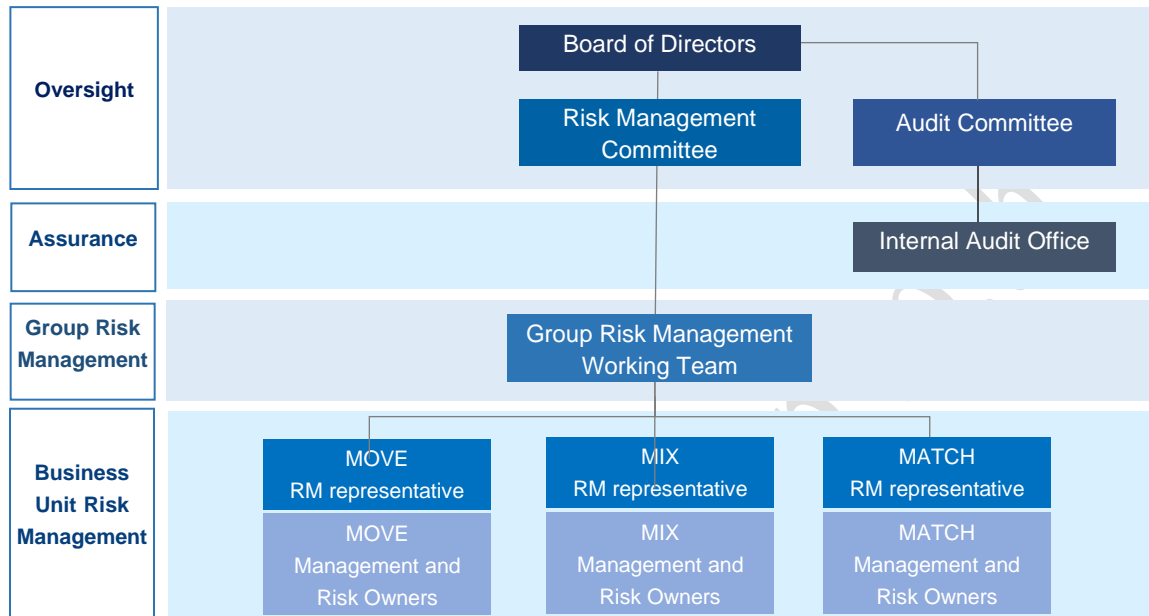 Oversight
Board of Directors
Risk Management
Committee
Audit Committee
Assurance
Internal Audit Office
Group Risk
Management
Group Risk Management
Working Team
Business
Unit Risk
Management
MOVE
RM representative
MIX
RM representative
MATCH
RM representative
MOVE
Management and
Risk Owners
MIX
Management and
Risk Owners
MATCH
Management and
Risk Owners